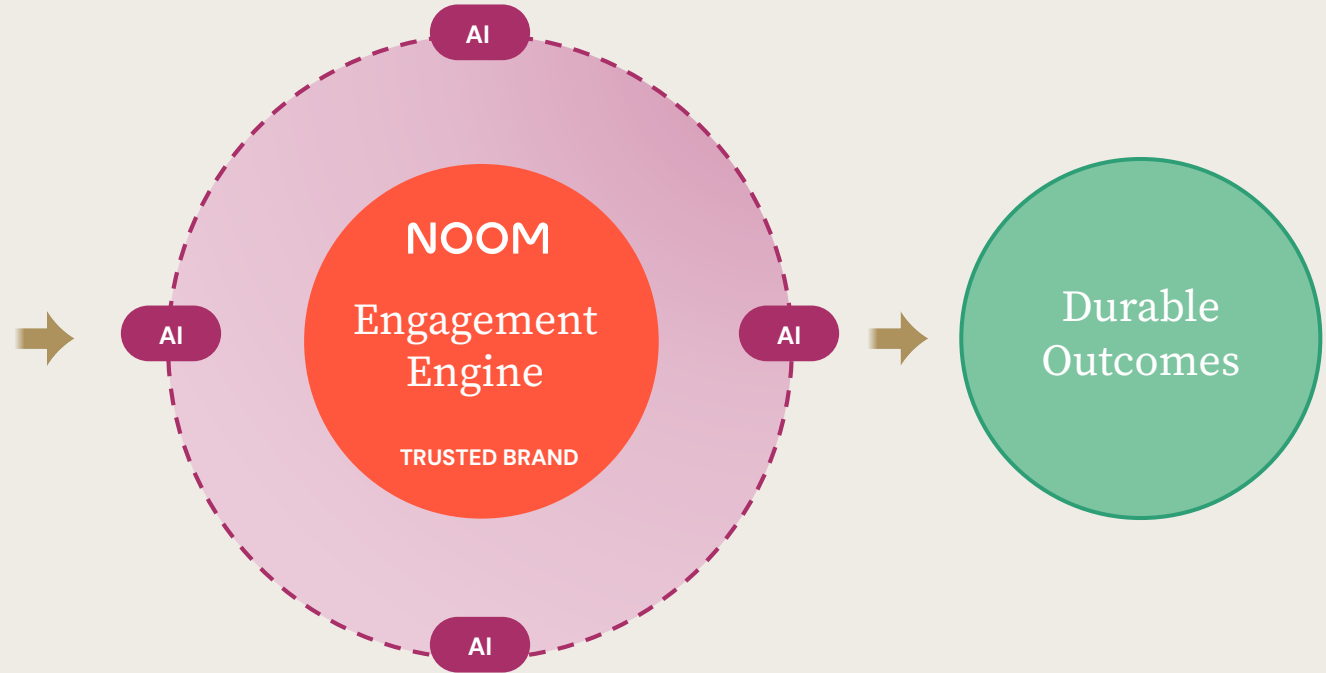 AI
NOOM
Engagement
Engine
TRUSTED BRAND
AI
AI
AI
Durable
Outcomes